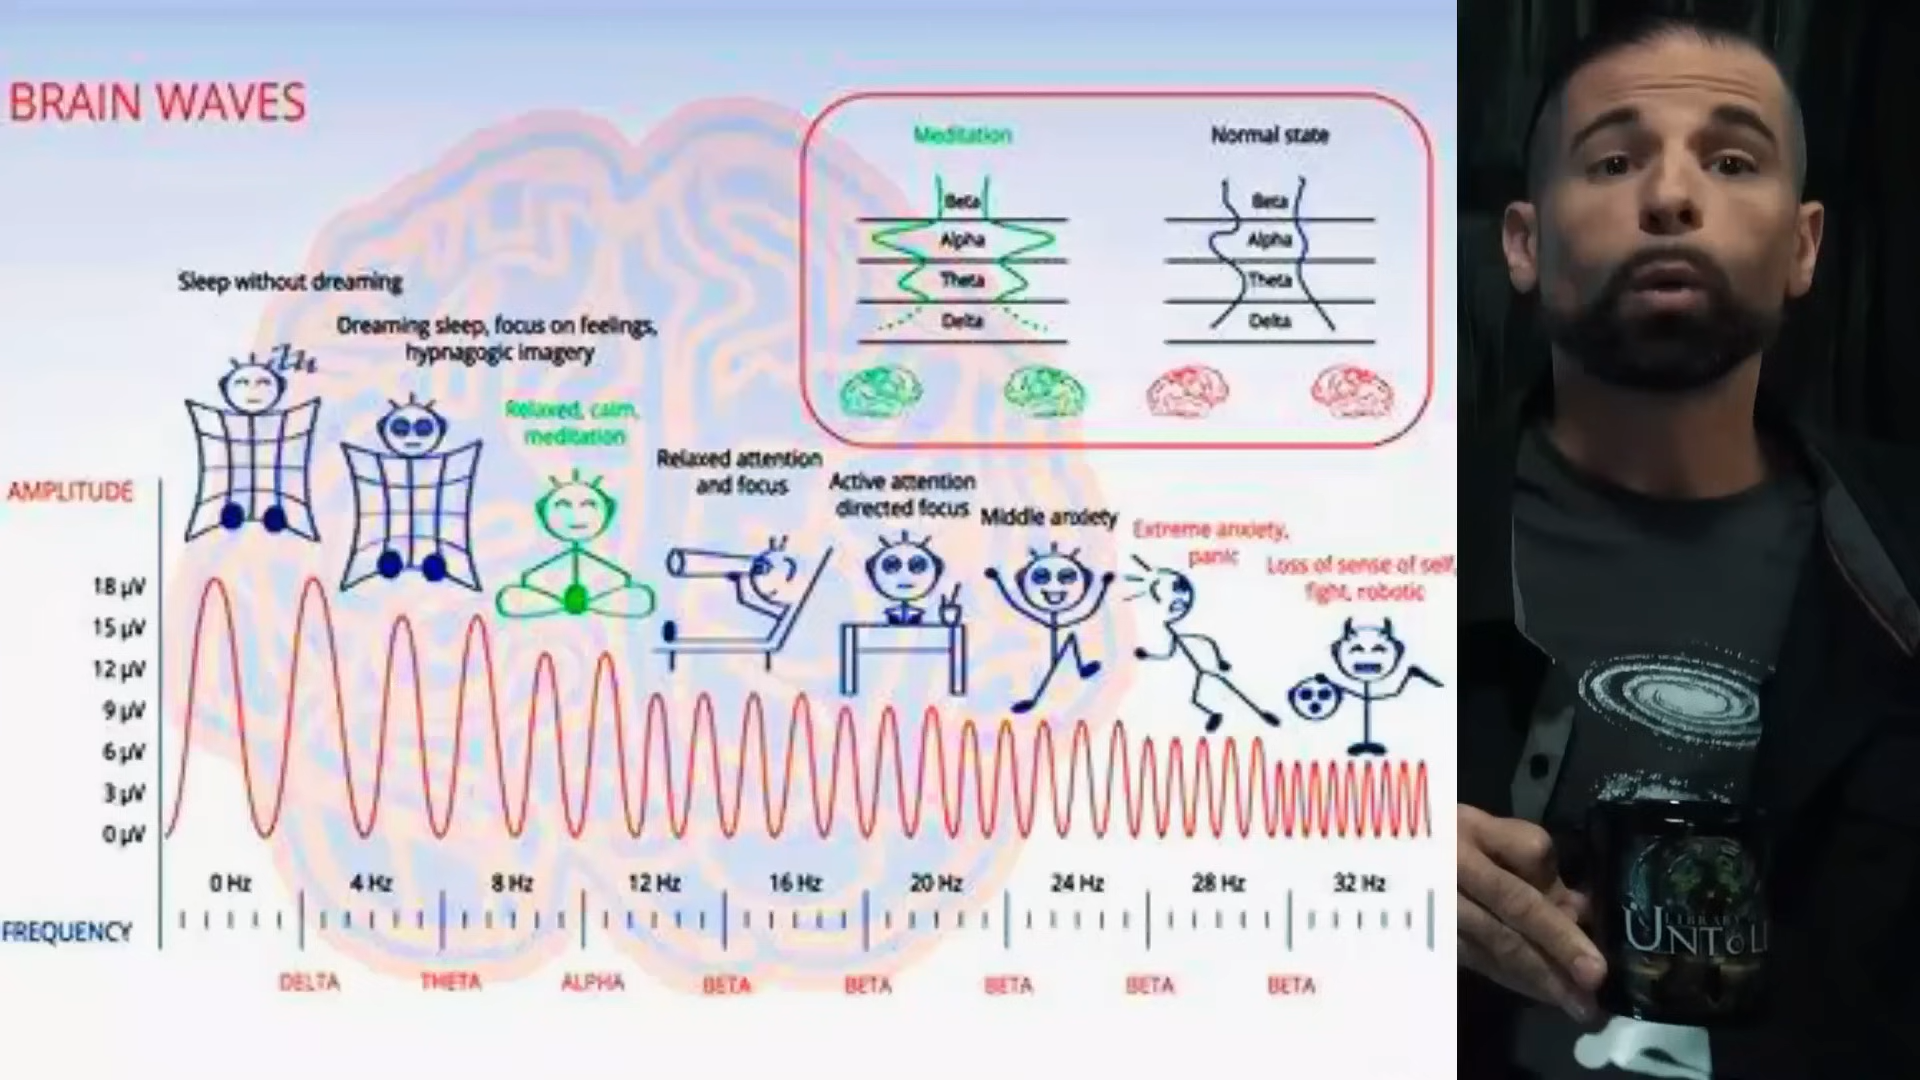 BRAIN WAVES
Meditation
Normal state
Beta
Beta
Alpha
Alpha
Theta
Theta
Delta
Delta
Sleep without dreaming
Dreaming sleep, focus on feelings,
hypnagogic imagery
Relaxed, calm,
meditation
Relaxed attention
and focus
Active attention
directed focus
Middle anxiety
Extreme anxiety,
panic
Loss of sense of self,
fight, robotic
AMPLITUDE
18 µV
15 µV
12 µV
9 µV
6 µV
3 µV
0 µV
0 Hz
4 Hz
8 Hz
12 Hz
16 Hz
20 Hz
24 Hz
28 Hz
32 Hz
FREQUENCY
DELTA
THETA
ALPHA
BETA
BETA
BETA
BETA
BETA
LIBRARY
UNTOL